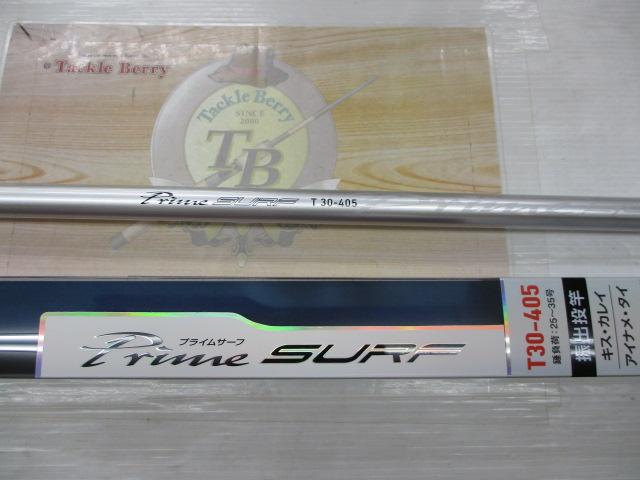 Tackle Berry
Tackle Berry
SINCE
2000
TB
Prime SURF T 30-405
プライムサーフ
Prime SURF
T30-405
錘負荷:25〜35号
振出投竿
キス・カレイ
アイナメ・タイ